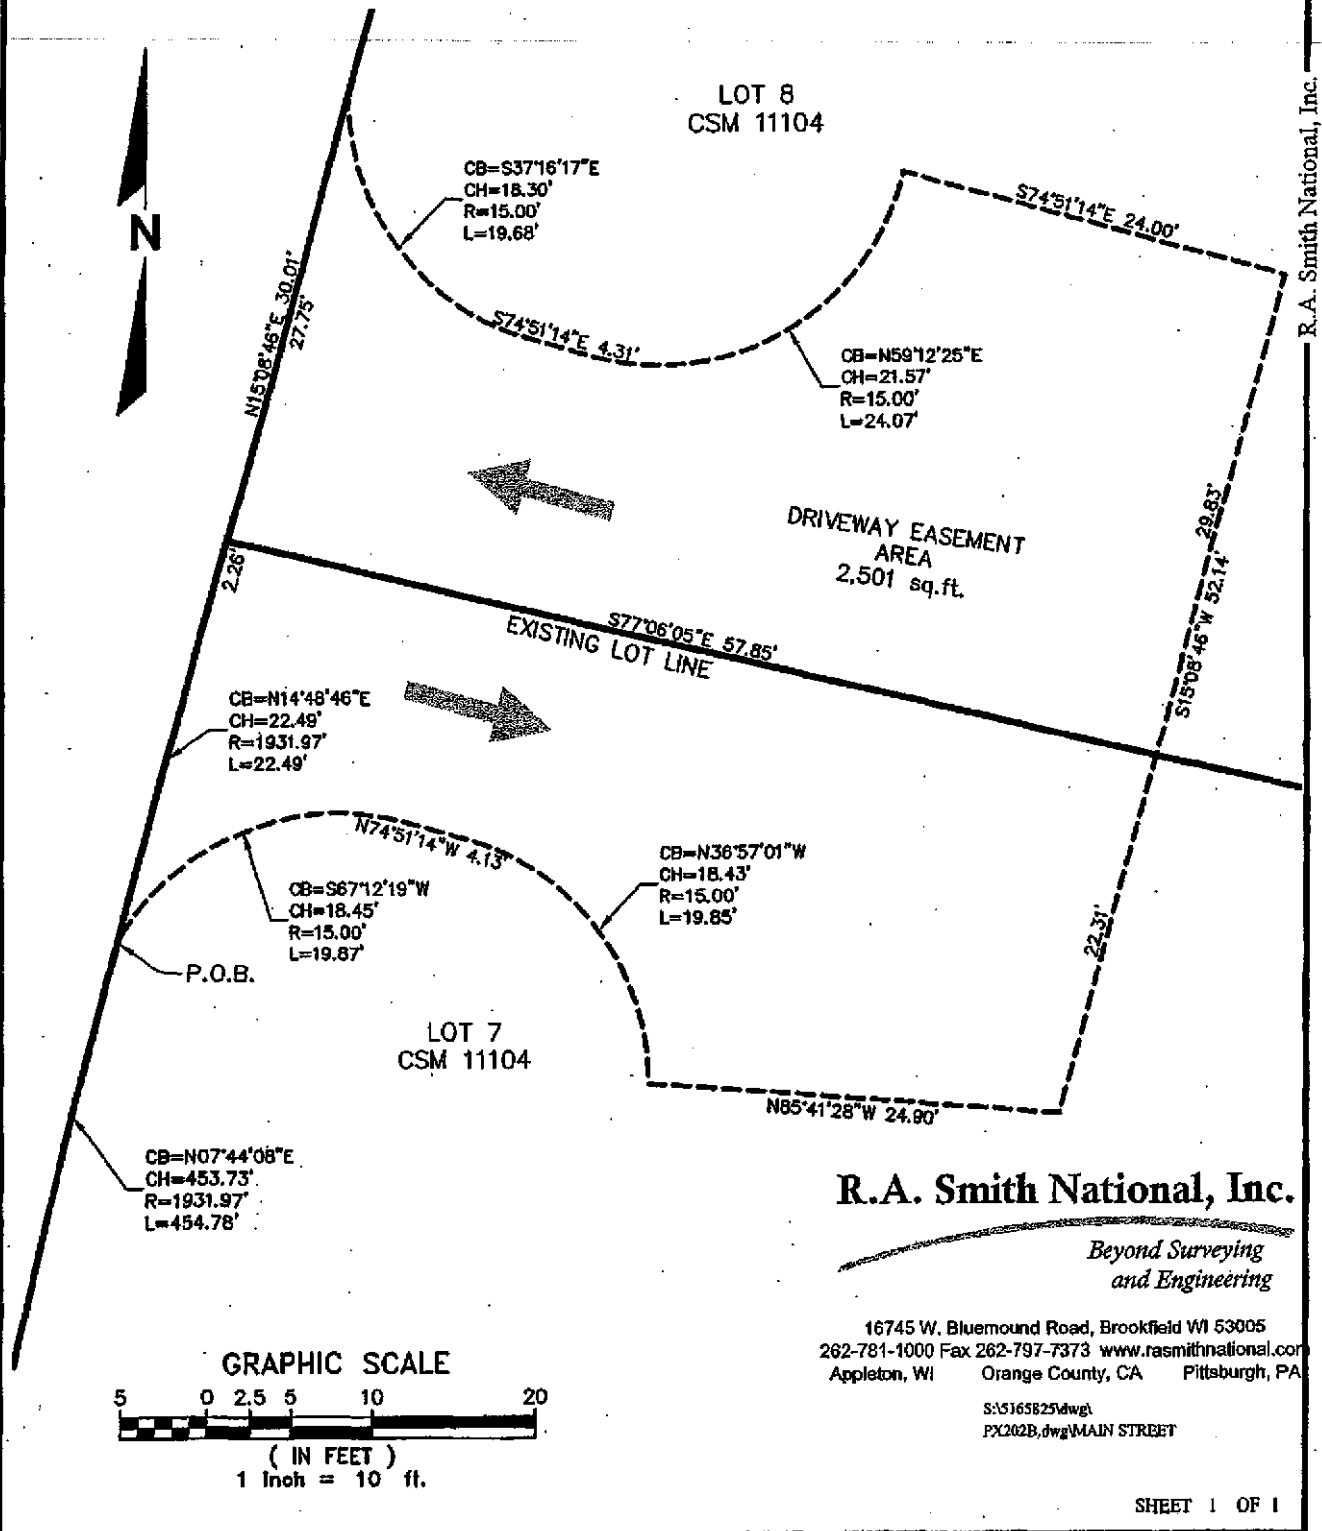 LOT 8
CSM 11104
R.A. Smith National, Inc.
CB=S37°16'17"E
CH=18.30'
R=15.00'
L=19.68'
S74°51'14"E 24.00'
N
N15°08'46"E 30.01'
27.75'
S74°51'14"E 4.31'
CB=N59°12'25"E
CH=21.57'
R=15.00'
L=24.07'
DRIVEWAY EASEMENT
AREA
2,501 sq.ft.
29.83'
S15°08'46"W 52.14'
2.26'
S77°06'05"E 57.85'
EXISTING LOT LINE
CB=N14°48'46"E
CH=22.49'
R=1931.97'
L=22.49'
N74°51'14"W 4.13'
CB=N36°57'01"W
CH=18.43'
R=15.00'
L=19.85'
CB=S67°12'19"W
CH=18.45'
R=15.00'
L=19.87'
22.31'
P.O.B.
LOT 7
CSM 11104
N85°41'28"W 24.90'
CB=N07°44'08"E
CH=453.73'
R=1931.97'
L=454.78'
R.A. Smith National, Inc.
Beyond Surveying
and Engineering
16745 W. Bluemound Road, Brookfield WI 53005
262-781-1000 Fax 262-797-7373 www.rasmithnational.com
Appleton, WI Orange County, CA Pittsburgh, PA
S:\5165825\dwg\
PX202B.dwg\MAIN STREET
GRAPHIC SCALE
5 0 2.5 5 10 20
( IN FEET )
1 inch = 10 ft.
SHEET 1 OF 1